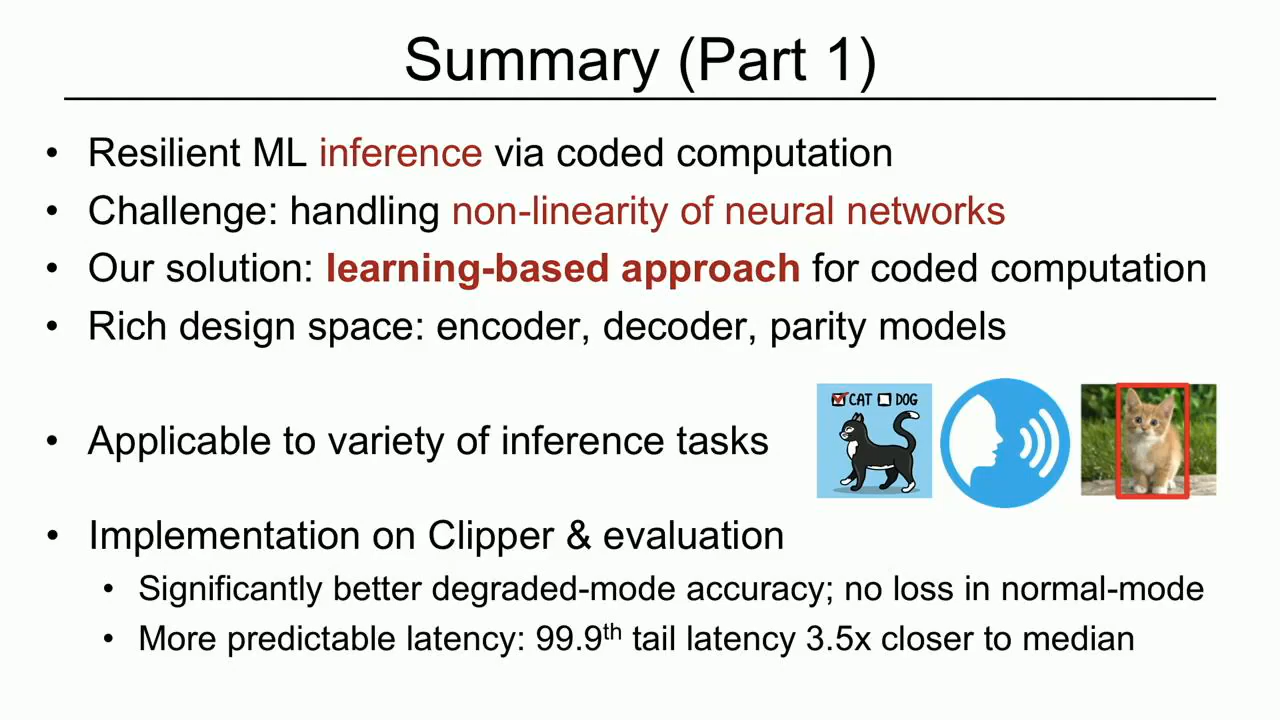 Summary (Part 1)
• Resilient ML inference via coded computation
• Challenge: handling non-linearity of neural networks
• Our solution: learning-based approach for coded computation
• Rich design space: encoder, decoder, parity models
CAT DOG
• Applicable to variety of inference tasks
• Implementation on Clipper & evaluation
• Significantly better degraded-mode accuracy; no loss in normal-mode
• More predictable latency: 99.9th tail latency 3.5x closer to median